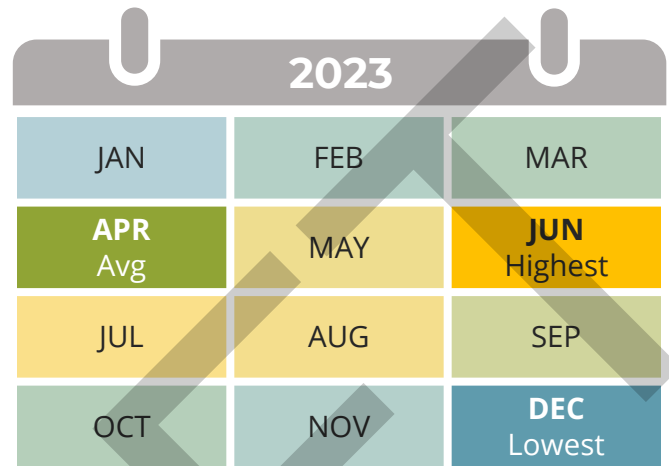 2023
JAN FEB MAR
APR
Avg
MAY
JUN
Highest
JUL AUG SEP
OCT NOV
DEC
Lowest